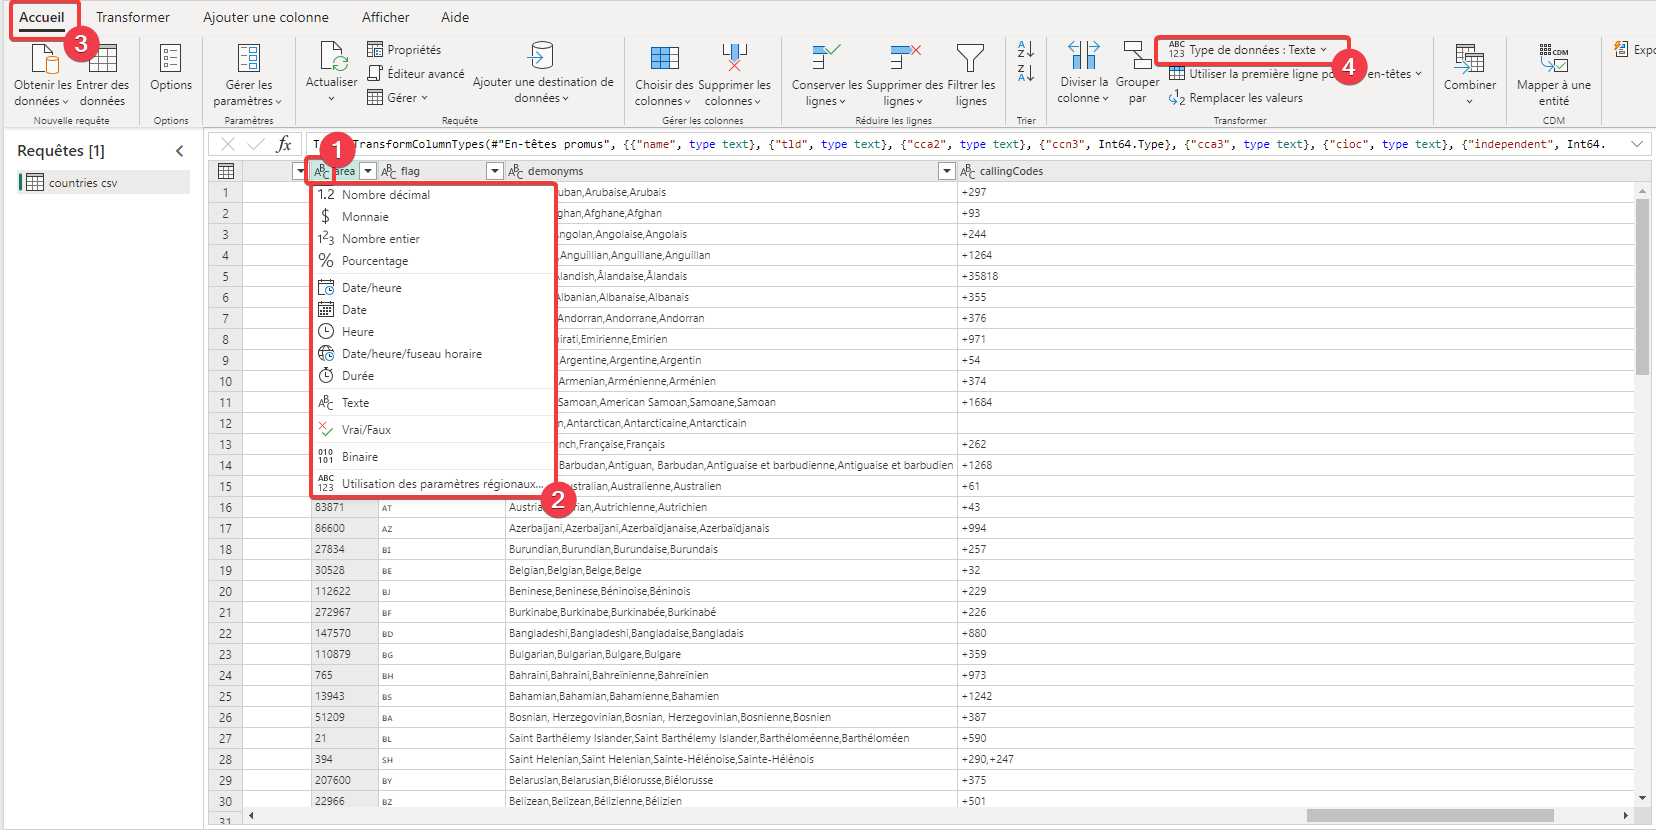 Accueil
Transformer
Ajouter une colonne
Afficher
Aide
3
Obtenir les données
Entrer des données
Nouvelle requête
Options
Options
Gérer les paramètres
Paramètres
Actualiser
Propriétés
Éditeur avancé
Gérer
Ajouter une destination de données
Requête
Choisir des colonnes
Supprimer les colonnes
Gérer les colonnes
Conserver les lignes
Supprimer des lignes
Filtrer les lignes
Réduire les lignes
Trier
Diviser la colonne
Grouper par
Type de données : Texte
4
Utiliser la première ligne en-têtes
Remplacer les valeurs
Transformer
Combiner
Mapper à une entité
CDM
Requêtes [1]
countries csv
fx
1
TransformColumnTypes(#"En-têtes promus", {{"name", type text}, {"tld", type text}, {"cca2", type text}, {"ccn3", Int64.Type}, {"cca3", type text}, {"cioc", type text}, {"independent", Int64.
area flag demonyms callingCodes
1.2 Nombre décimal
$ Monnaie
123 Nombre entier
% Pourcentage
Date/heure
Date
Heure
Date/heure/fuseau horaire
Durée
ABC Texte
Vrai/Faux
010 101 Binaire
ABC 123 Utilisation des paramètres régionaux...
2
1 uban,Arubaise,Arubais +297
2 ghan,Afghane,Afghan +93
3 ngolan,Angolaise,Angolais +244
4 Anguillian,Anguillane,Anguillan +1264
5 landish,Ålandaise,Ålandais +35818
6 lbanian,Albanaise,Albanais +355
7 Andorran,Andorrane,Andorran +376
8 irati,Emirienne,Emirien +971
9 Argentine,Argentine,Argentin +54
10 Armenian,Arménienne,Arménien +374
11 Samoan,American Samoan,Samoane,Samoan +1684
12 n,Antarctican,Antarcticaine,Antarcticain
13 nch,Française,Français +262
14 Barbudan,Antiguan, Barbudan,Antiguaise et barbudienne,Antiguaise et barbudien +1268
15 ustralian,Australienne,Australien +61
16 83871 AT Austrian,Austrian,Autrichienne,Autrichien +43
17 86600 AZ Azerbaijani,Azerbaijani,Azerbaïdjanaise,Azerbaïdjanais +994
18 27834 BI Burundian,Burundian,Burundaise,Burundais +257
19 30528 BE Belgian,Belgian,Belge,Belge +32
20 112622 BJ Beninese,Beninese,Béninoise,Béninois +229
21 272967 BF Burkinabe,Burkinabe,Burkinabée,Burkinabé +226
22 147570 BD Bangladeshi,Bangladeshi,Bangladaise,Bangladais +880
23 110879 BG Bulgarian,Bulgarian,Bulgare,Bulgare +359
24 765 BH Bahraini,Bahraini,Bahreïnienne,Bahreïnien +973
25 13943 BS Bahamian,Bahamian,Bahamienne,Bahamien +1242
26 51209 BA Bosnian, Herzegovinian,Bosnian, Herzegovinian,Bosnienne,Bosnien +387
27 21 BL Saint Barthélemy Islander,Saint Barthélemy Islander,Barthéloméenne,Barthéloméen +590
28 394 SH Saint Helenian,Saint Helenian,Sainte-Hélénoise,Sainte-Hélènois +290,+247
29 207600 BY Belarusian,Belarusian,Biélorusse,Biélorusse +375
30 22966 BZ Belizean,Belizean,Bélizienne,Bélizien +501
31